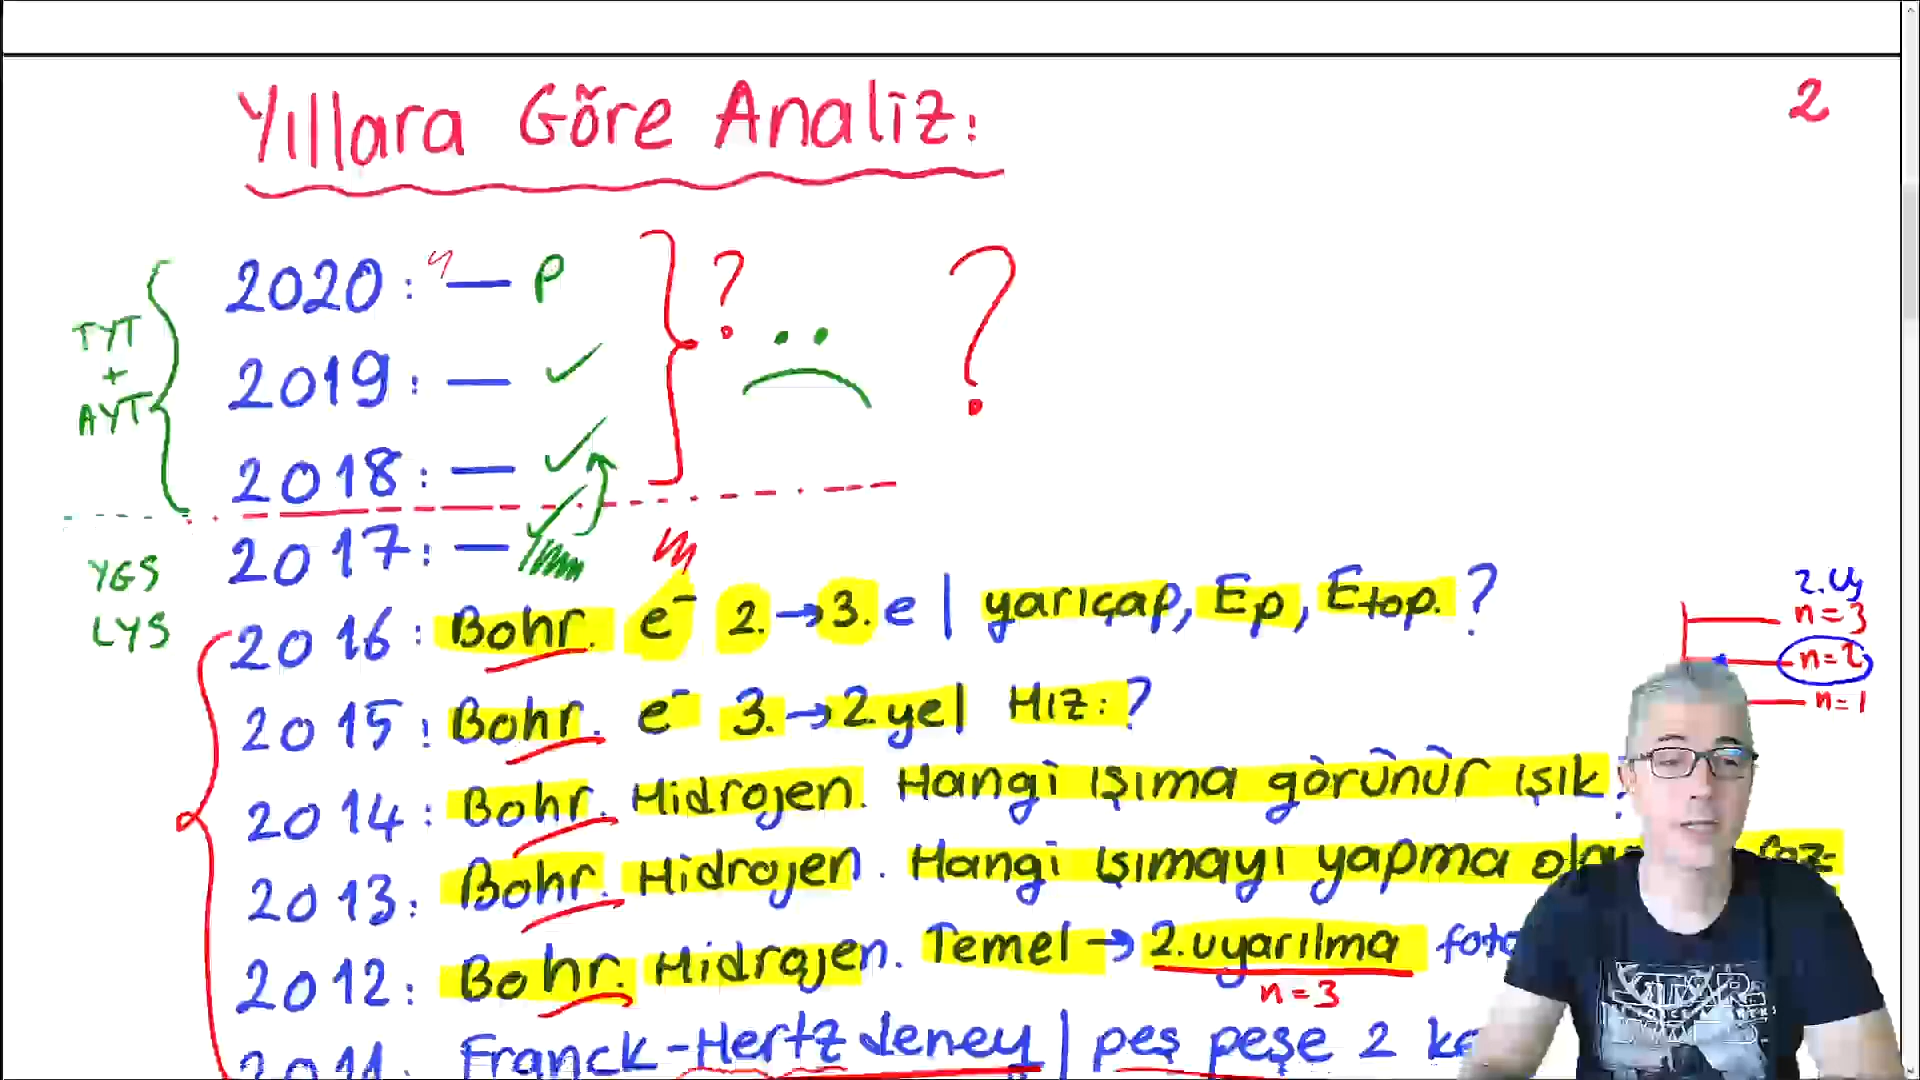 Yıllara Göre Analiz:
2
2020: — P
2019: — ✓
2018: — ✓
TYT
+
AYT
? ?
2017: —
YGS
LYS
2016: Bohr. e⁻ 2.→3.e | yarıçap, Ep, Etop. ?
2.uy
n=3
n=2
n=1
2015: Bohr. e⁻ 3.→2.ye| Hız: ?
2014: Bohr. Hidrojen. Hangi ışıma görünür ışık
2013: Bohr. Hidrojen. Hangi ışımayı yapma
2012: Bohr. Hidrojen. Temel → 2.uyarılma
n=3
2011: Franck-Hertz deney | peş peşe 2